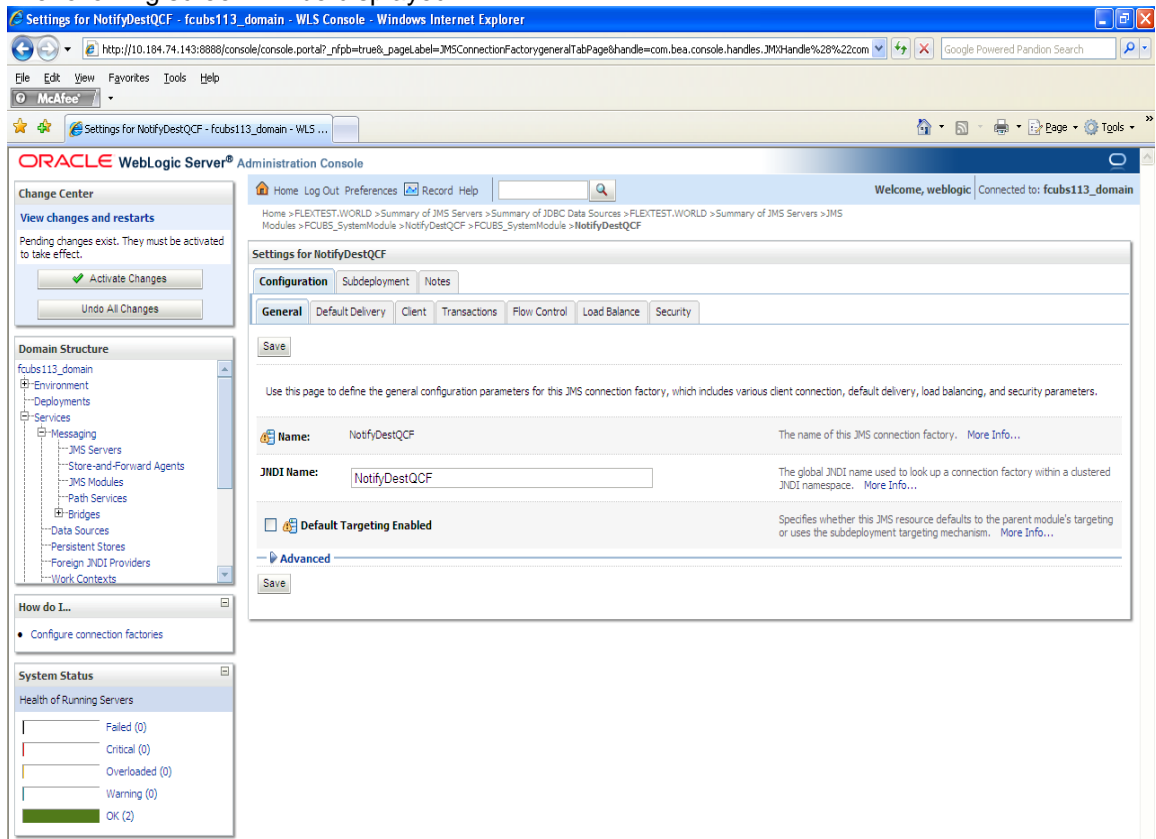 Settings for NotifyDestQCF - fcubs113_domain - WLS Console - Windows Internet Explorer
http://10.184.74.143:8888/console/console.portal?_nfpb=true&_pageLabel=JMSConnectionFactorygeneralTabPage&handle=com.bea.console.handles.JMXHandle%28%22com
Google Powered Pandion Search
File Edit View Favorites Tools Help
McAfee
Settings for NotifyDestQCF - fcubs113_domain - WLS ...
Page Tools »
ORACLE WebLogic Server® Administration Console
Change Center
View changes and restarts
Pending changes exist. They must be activated
to take effect.
Activate Changes
Undo All Changes
Domain Structure
fcubs113_domain
Environment
Deployments
Services
Messaging
JMS Servers
Store-and-Forward Agents
JMS Modules
Path Services
Bridges
Data Sources
Persistent Stores
Foreign JNDI Providers
Work Contexts
How do I...
Configure connection factories
System Status
Health of Running Servers
Failed (0)
Critical (0)
Overloaded (0)
Warning (0)
OK (2)
Home Log Out Preferences Record Help
Welcome, weblogic Connected to: fcubs113_domain
Home >FLEXTEST.WORLD >Summary of JMS Servers >Summary of JDBC Data Sources >FLEXTEST.WORLD >Summary of JMS Servers >JMS
Modules >FCUBS_SystemModule >NotifyDestQCF >FCUBS_SystemModule >NotifyDestQCF
Settings for NotifyDestQCF
Configuration Subdeployment Notes
General Default Delivery Client Transactions Flow Control Load Balance Security
Save
Use this page to define the general configuration parameters for this JMS connection factory, which includes various client connection, default delivery, load balancing, and security parameters.
Name: NotifyDestQCF The name of this JMS connection factory. More Info...
JNDI Name: NotifyDestQCF The global JNDI name used to look up a connection factory within a clustered
JNDI namespace. More Info...
Default Targeting Enabled Specifies whether this JMS resource defaults to the parent module's targeting
or uses the subdeployment targeting mechanism. More Info...
Advanced
Save